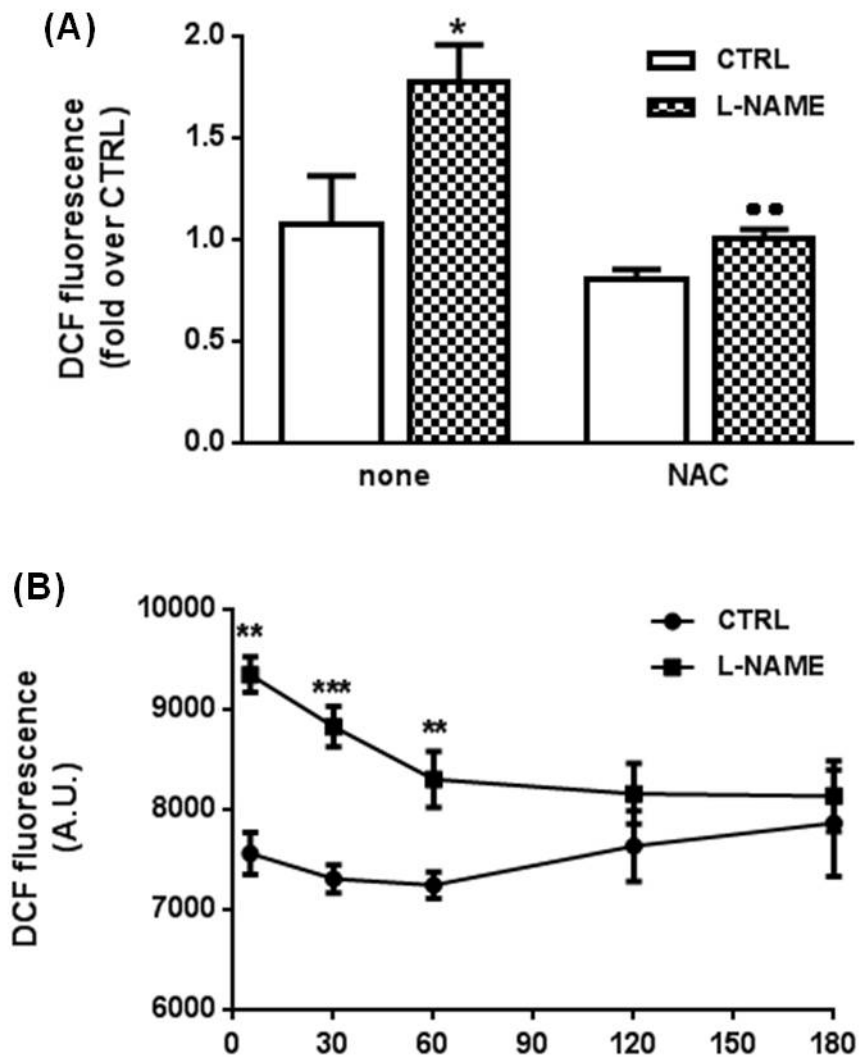 (A)
DCF fluorescence
(fold over CTRL)
2.0
1.5
1.0
0.5
0.0
*
••
CTRL
L-NAME
none NAC
(B)
DCF fluorescence
(A.U.)
10000
9000
8000
7000
6000
**
***
**
CTRL
L-NAME
0 30 60 90 120 150 180